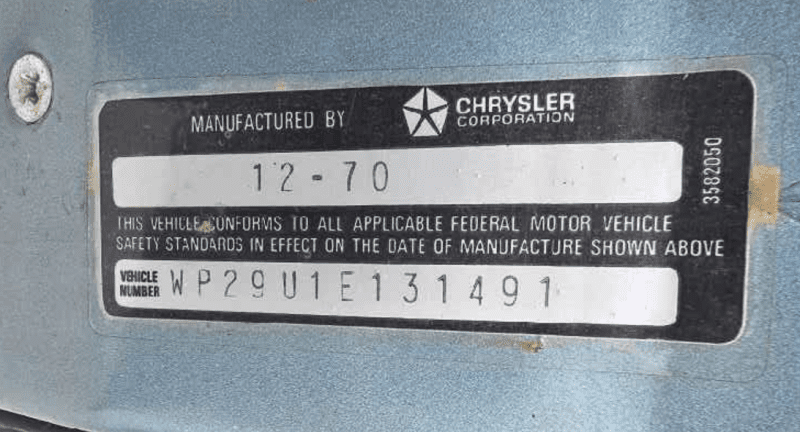 MANUFACTURED BY CHRYSLER CORPORATION
12-70
THIS VEHICLE CONFORMS TO ALL APPLICABLE FEDERAL MOTOR VEHICLE
SAFETY STANDARDS IN EFFECT ON THE DATE OF MANUFACTURE SHOWN ABOVE
VEHICLE NUMBER WP29U1E131491
3582050